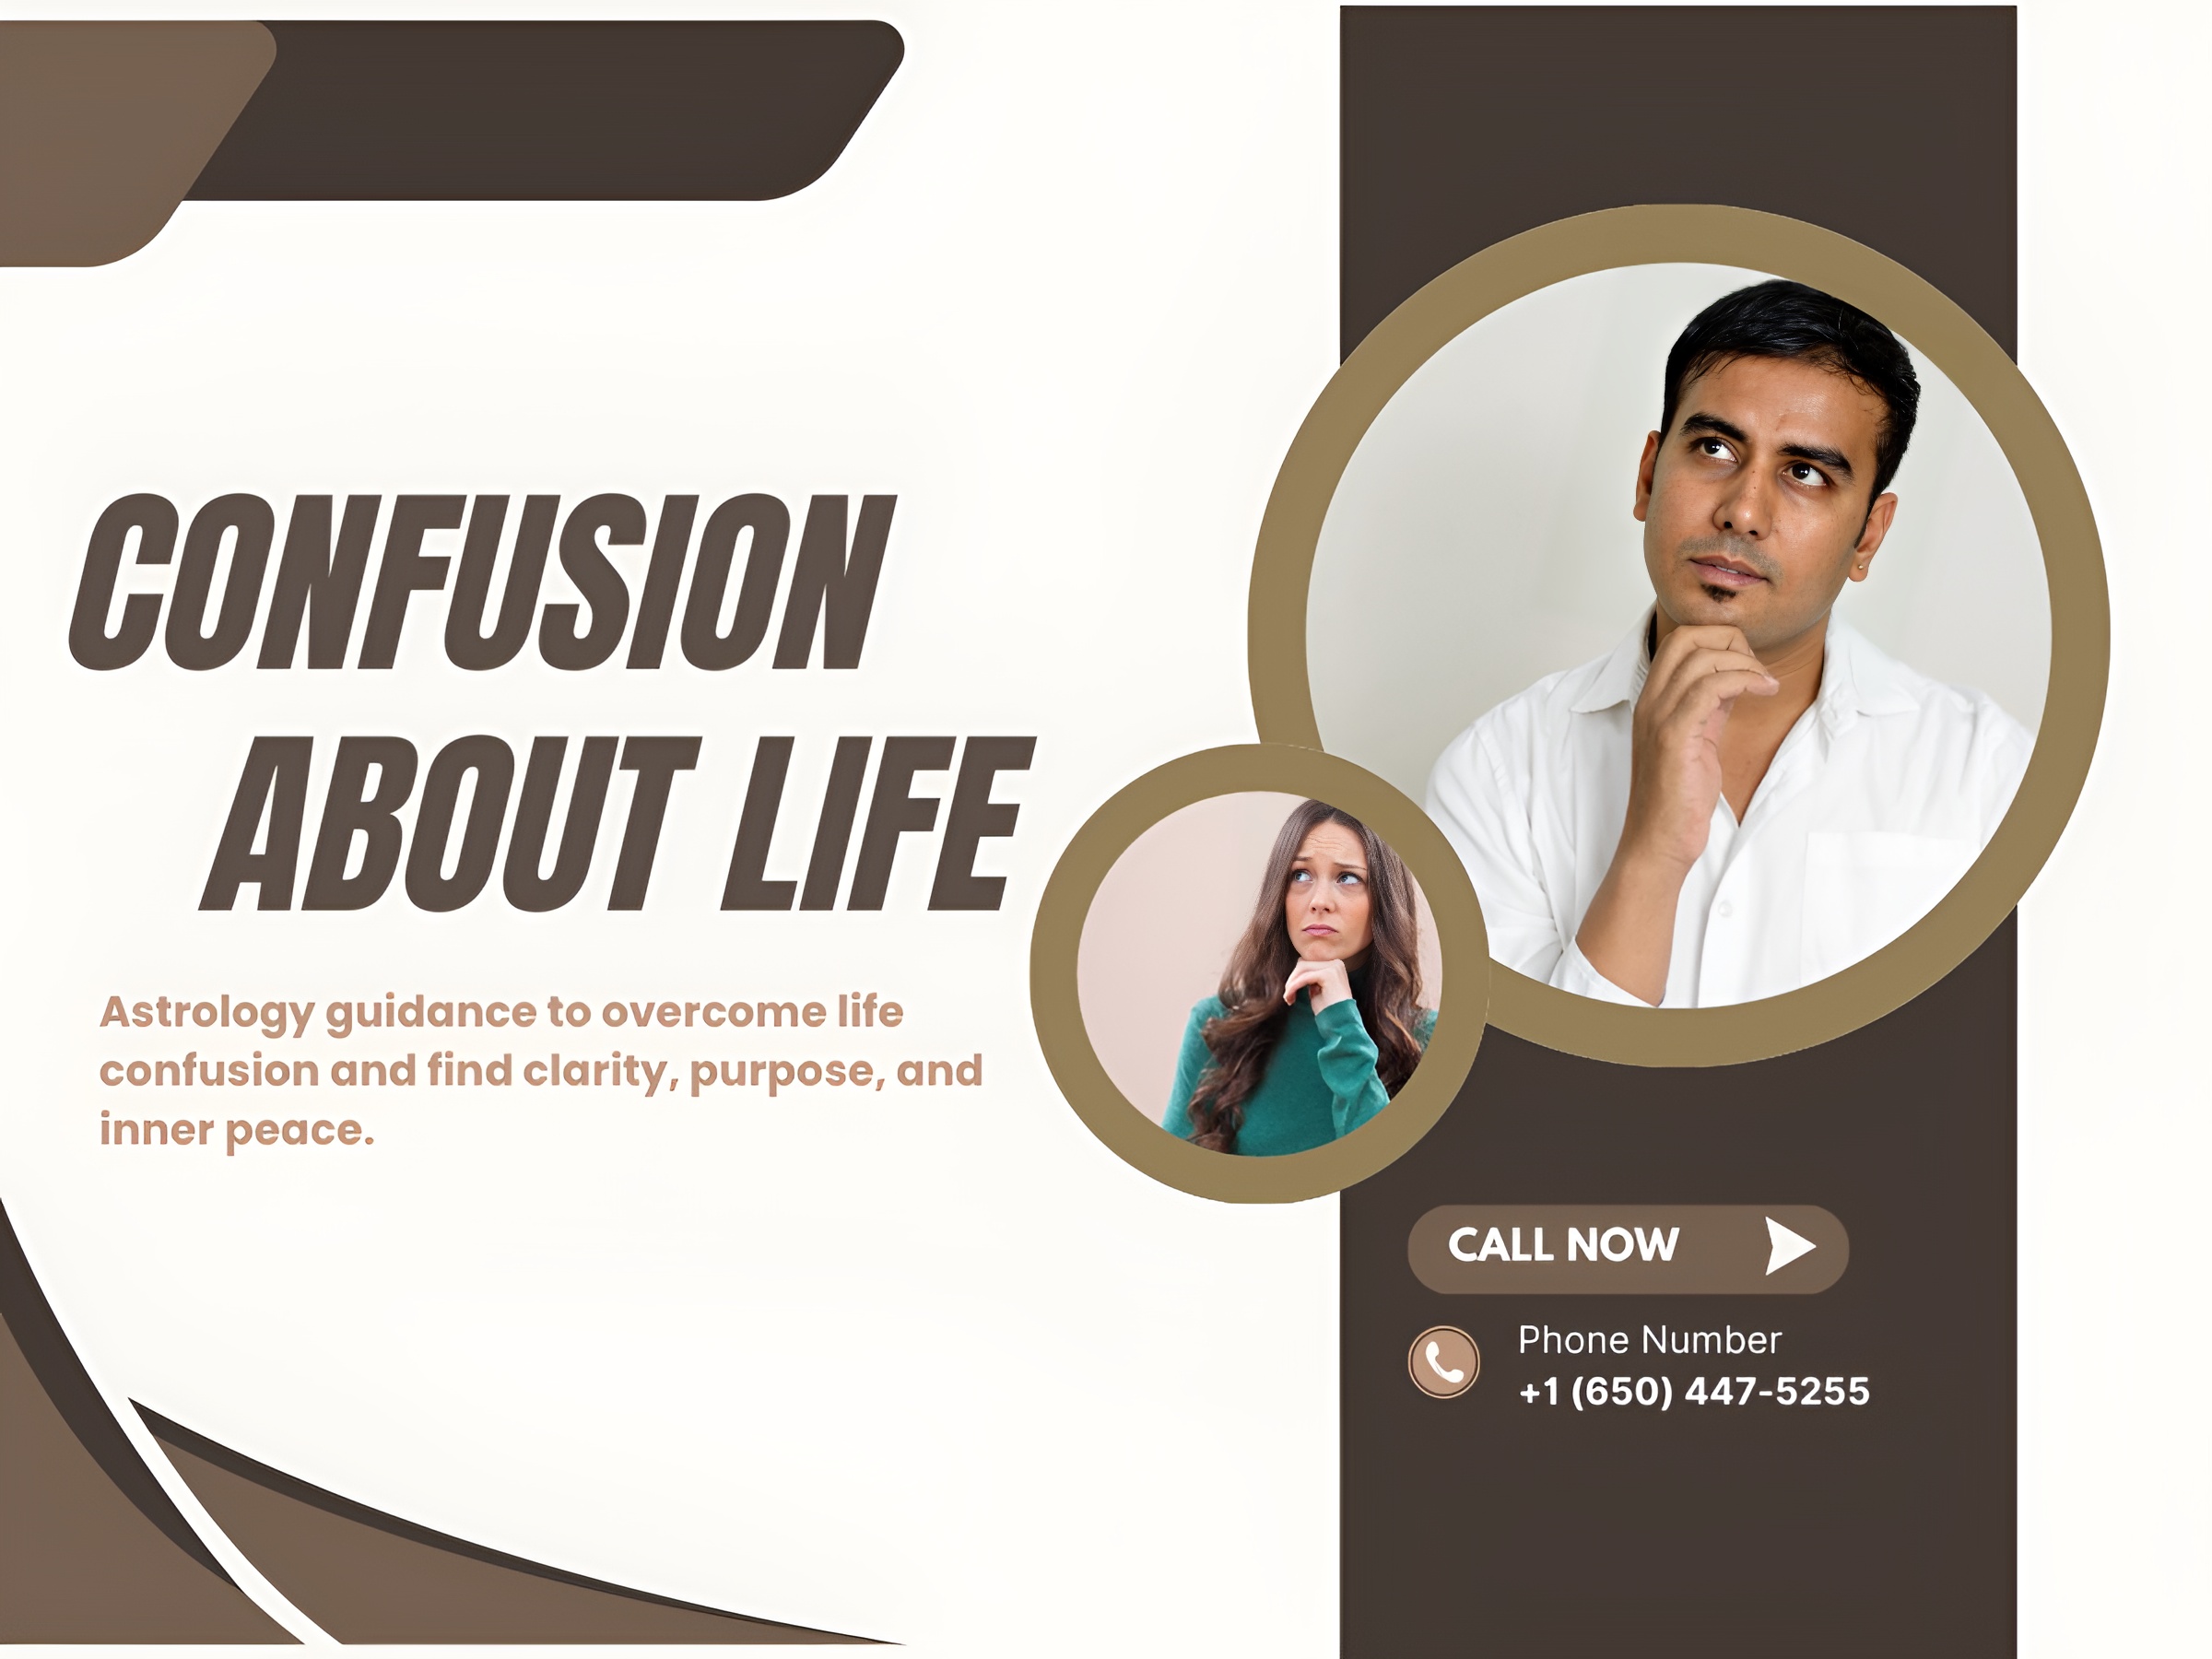 CONFUSION
ABOUT LIFE
Astrology guidance to overcome life
confusion and find clarity, purpose, and
inner peace.
CALL NOW
Phone Number
+1 (650) 447-5255